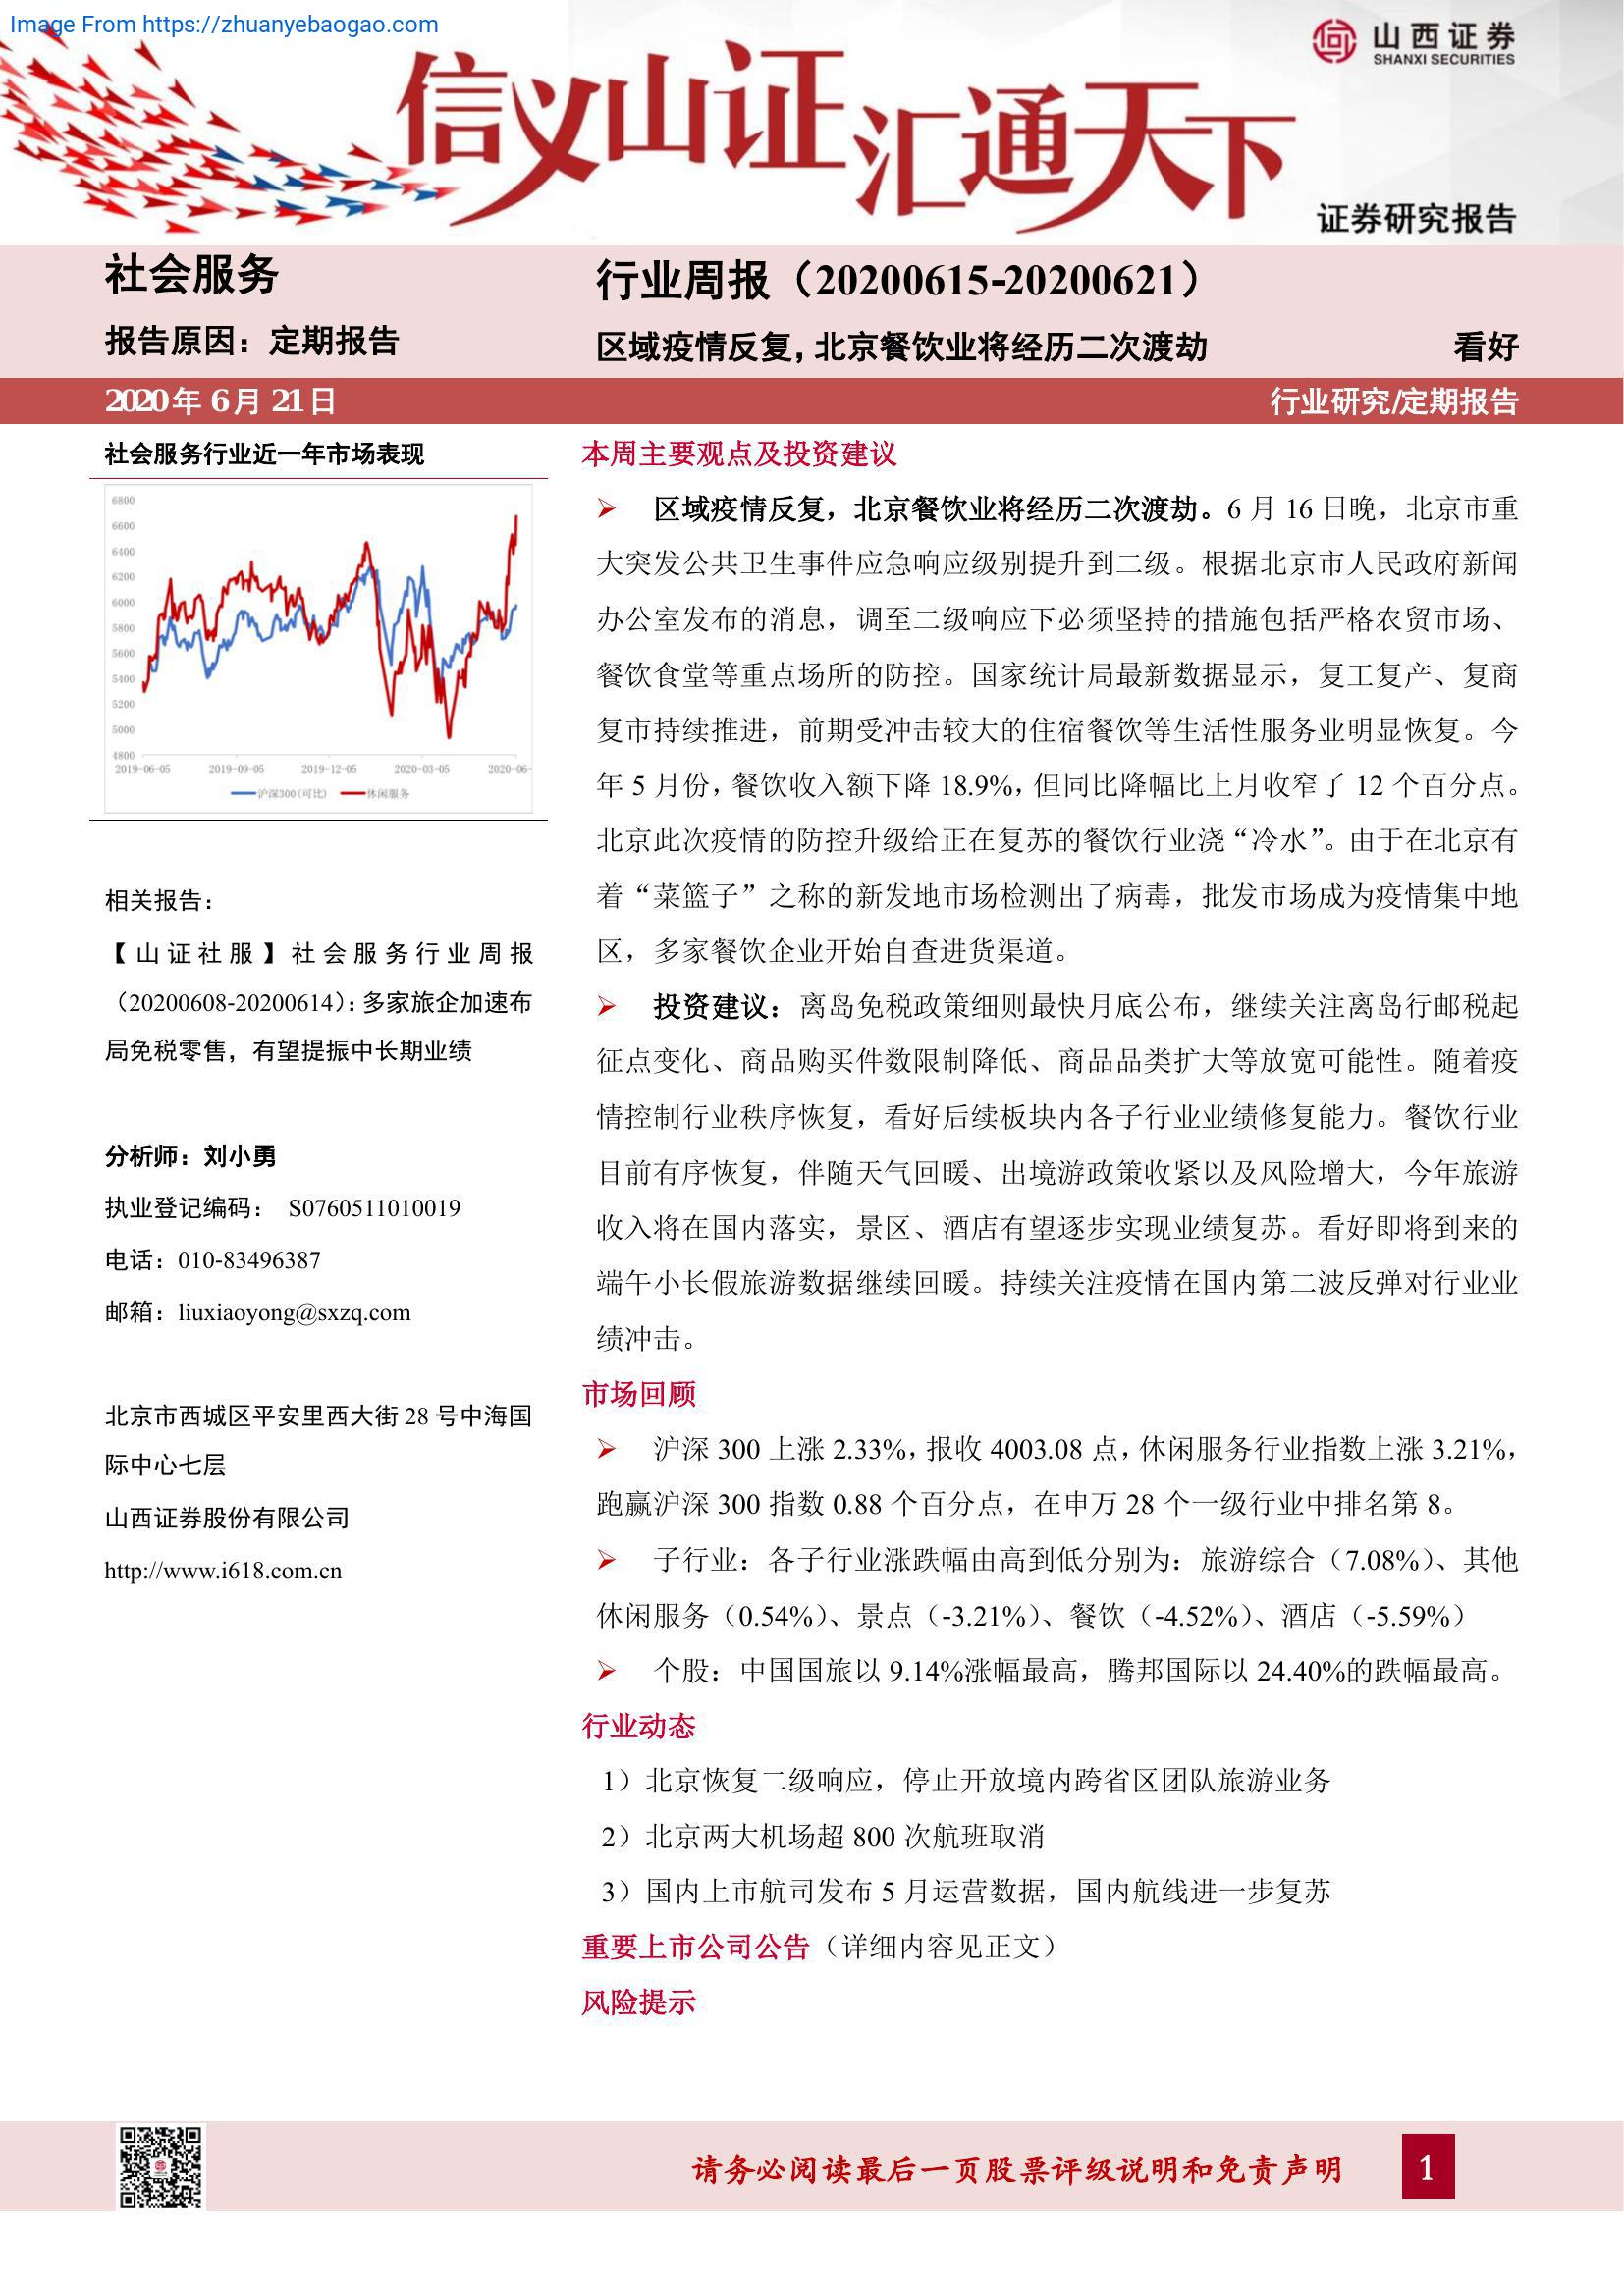 Image From https://zhuanyebaogao.com
山西证券
SHANXI SECURITIES
信义山证汇通天下
证券研究报告
社会服务
报告原因：定期报告
行业周报（20200615-20200621）
区域疫情反复，北京餐饮业将经历二次渡劫
看好
2020年6月21日
行业研究/定期报告
社会服务行业近一年市场表现
6800
6600
6400
6200
6000
5800
5600
5400
5200
5000
4800
2019-06-05 2019-09-05 2019-12-05 2020-03-05 2020-06-
沪深300(可比) 休闲服务
相关报告：
【山证社服】社会服务行业周报
（20200608-20200614）：多家旅企加速布
局免税零售，有望提振中长期业绩
分析师：刘小勇
执业登记编码： S0760511010019
电话：010-83496387
邮箱：liuxiaoyong@sxzq.com
北京市西城区平安里西大街28号中海国
际中心七层
山西证券股份有限公司
http://www.i618.com.cn
本周主要观点及投资建议
➢ 区域疫情反复，北京餐饮业将经历二次渡劫。6月16日晚，北京市重
大突发公共卫生事件应急响应级别提升到二级。根据北京市人民政府新闻
办公室发布的消息，调至二级响应下必须坚持的措施包括严格农贸市场、
餐饮食堂等重点场所的防控。国家统计局最新数据显示，复工复产、复商
复市持续推进，前期受冲击较大的住宿餐饮等生活性服务业明显恢复。今
年5月份，餐饮收入额下降18.9%，但同比降幅比上月收窄了12个百分点。
北京此次疫情的防控升级给正在复苏的餐饮行业浇“冷水”。由于在北京有
着“菜篮子”之称的新发地市场检测出了病毒，批发市场成为疫情集中地
区，多家餐饮企业开始自查进货渠道。
➢ 投资建议：离岛免税政策细则最快月底公布，继续关注离岛行邮税起
征点变化、商品购买件数限制降低、商品品类扩大等放宽可能性。随着疫
情控制行业秩序恢复，看好后续板块内各子行业业绩修复能力。餐饮行业
目前有序恢复，伴随天气回暖、出境游政策收紧以及风险增大，今年旅游
收入将在国内落实，景区、酒店有望逐步实现业绩复苏。看好即将到来的
端午小长假旅游数据继续回暖。持续关注疫情在国内第二波反弹对行业业
绩冲击。
市场回顾
➢ 沪深300上涨2.33%，报收4003.08点，休闲服务行业指数上涨3.21%，
跑赢沪深300指数0.88个百分点，在申万28个一级行业中排名第8。
➢ 子行业：各子行业涨跌幅由高到低分别为：旅游综合（7.08%）、其他
休闲服务（0.54%）、景点（-3.21%）、餐饮（-4.52%）、酒店（-5.59%）
➢ 个股：中国国旅以9.14%涨幅最高，腾邦国际以24.40%的跌幅最高。
行业动态
1）北京恢复二级响应，停止开放境内跨省区团队旅游业务
2）北京两大机场超800次航班取消
3）国内上市航司发布5月运营数据，国内航线进一步复苏
重要上市公司公告（详细内容见正文）
风险提示
请务必阅读最后一页股票评级说明和免责声明
1